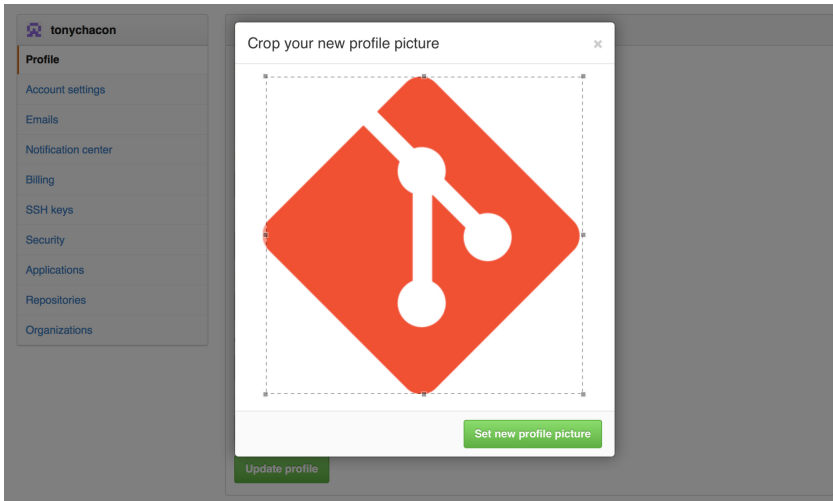 tonychacon
Profile
Account settings
Emails
Notification center
Billing
SSH keys
Security
Applications
Repositories
Organizations
Crop your new profile picture
×
Set new profile picture
Update profile